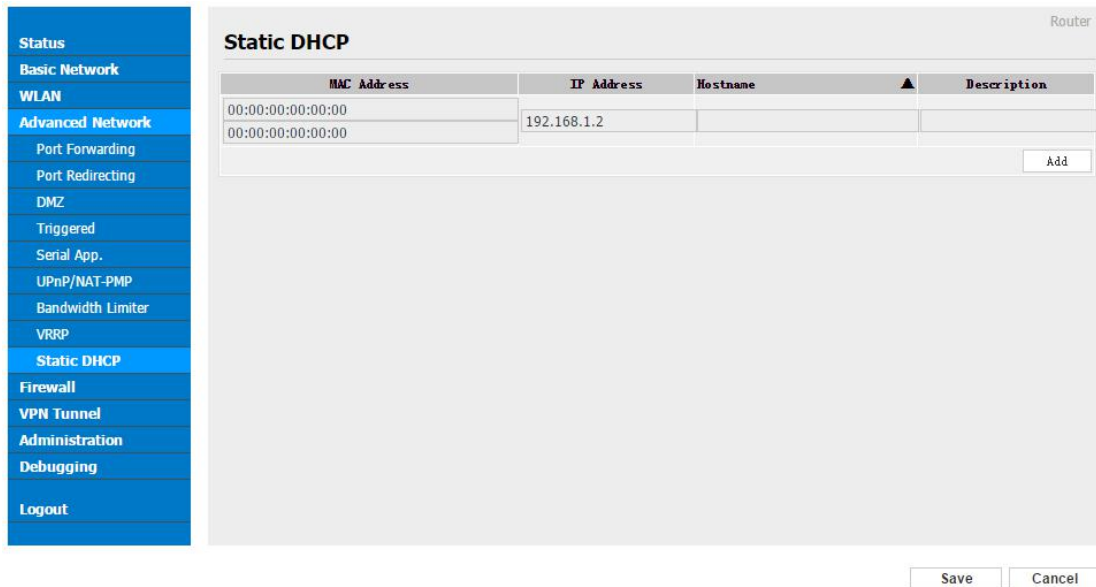 Router
Status
Basic Network
WLAN
Advanced Network
Port Forwarding
Port Redirecting
DMZ
Triggered
Serial App.
UPnP/NAT-PMP
Bandwidth Limiter
VRRP
Static DHCP
Firewall
VPN Tunnel
Administration
Debugging
Logout
Static DHCP
MAC Address IP Address Hostname ▲ Description
00:00:00:00:00:00
00:00:00:00:00:00
192.168.1.2
Add
Save Cancel